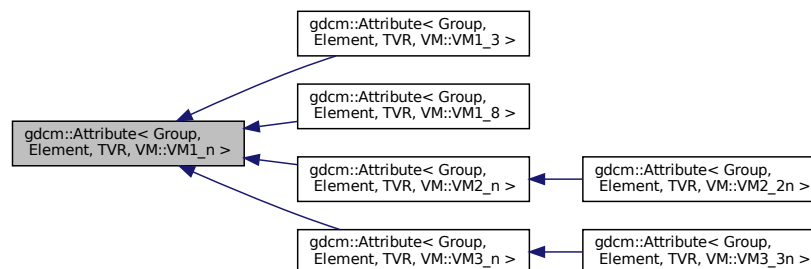 gdcm::Attribute< Group,
Element, TVR, VM::VM1_3 >
gdcm::Attribute< Group,
Element, TVR, VM::VM1_8 >
gdcm::Attribute< Group,
Element, TVR, VM::VM1_n >
gdcm::Attribute< Group,
Element, TVR, VM::VM2_n >
gdcm::Attribute< Group,
Element, TVR, VM::VM2_2n >
gdcm::Attribute< Group,
Element, TVR, VM::VM3_n >
gdcm::Attribute< Group,
Element, TVR, VM::VM3_3n >